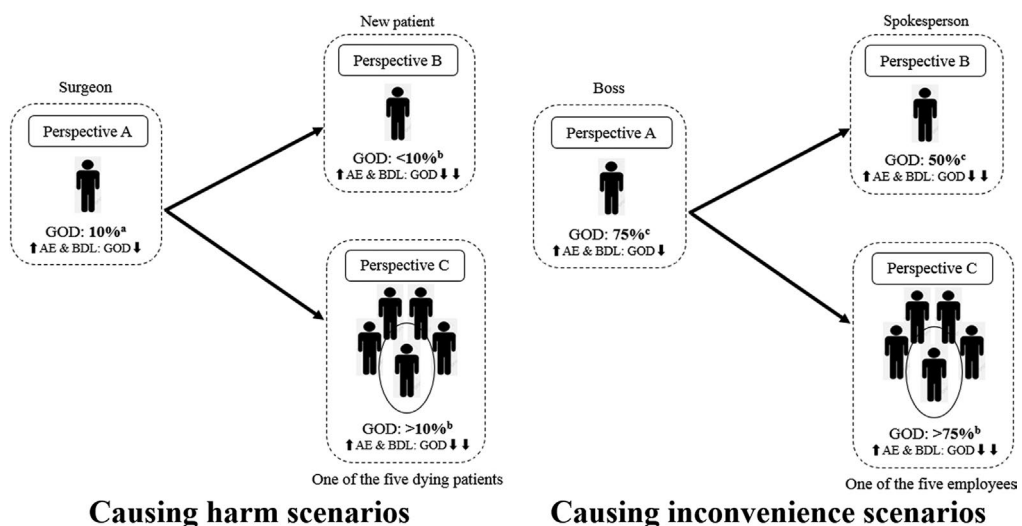 New patient
Perspective B
GOD: <10%ᵇ
⬆AE & BDL: GOD⬇⬇
Surgeon
Perspective A
GOD: 10%ᵃ
⬆AE & BDL: GOD⬇
Perspective C
GOD: >10%ᵇ
⬆AE & BDL: GOD⬇⬇
One of the five dying patients
Causing harm scenarios
Spokesperson
Perspective B
GOD: 50%ᶜ
⬆AE & BDL: GOD⬇⬇
Boss
Perspective A
GOD: 75%ᶜ
⬆AE & BDL: GOD⬇
Perspective C
GOD: >75%ᵇ
⬆AE & BDL: GOD⬇⬇
One of the five employees
Causing inconvenience scenarios